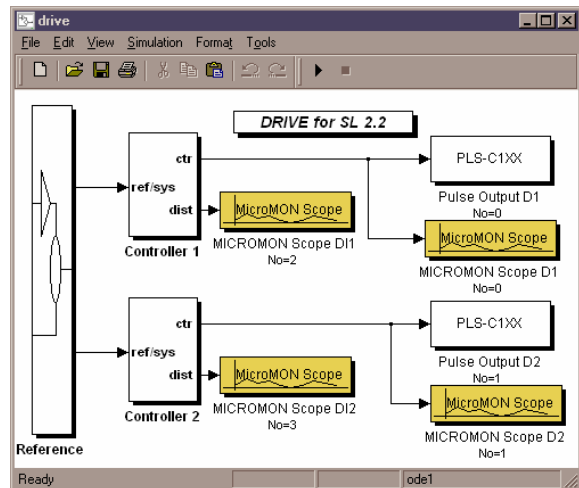 drive
File Edit View Simulation Format Tools
DRIVE for SL 2.2
ctr
ref/sys
dist
Controller 1
MicroMON Scope
MICROMON Scope DI1
No=2
PLS-C1XX
Pulse Output D1
No=0
MicroMON Scope
MICROMON Scope D1
No=0
ctr
ref/sys
dist
Controller 2
MicroMON Scope
MICROMON Scope DI2
No=3
PLS-C1XX
Pulse Output D2
No=1
MicroMON Scope
MICROMON Scope D2
No=1
Reference
Ready ode1